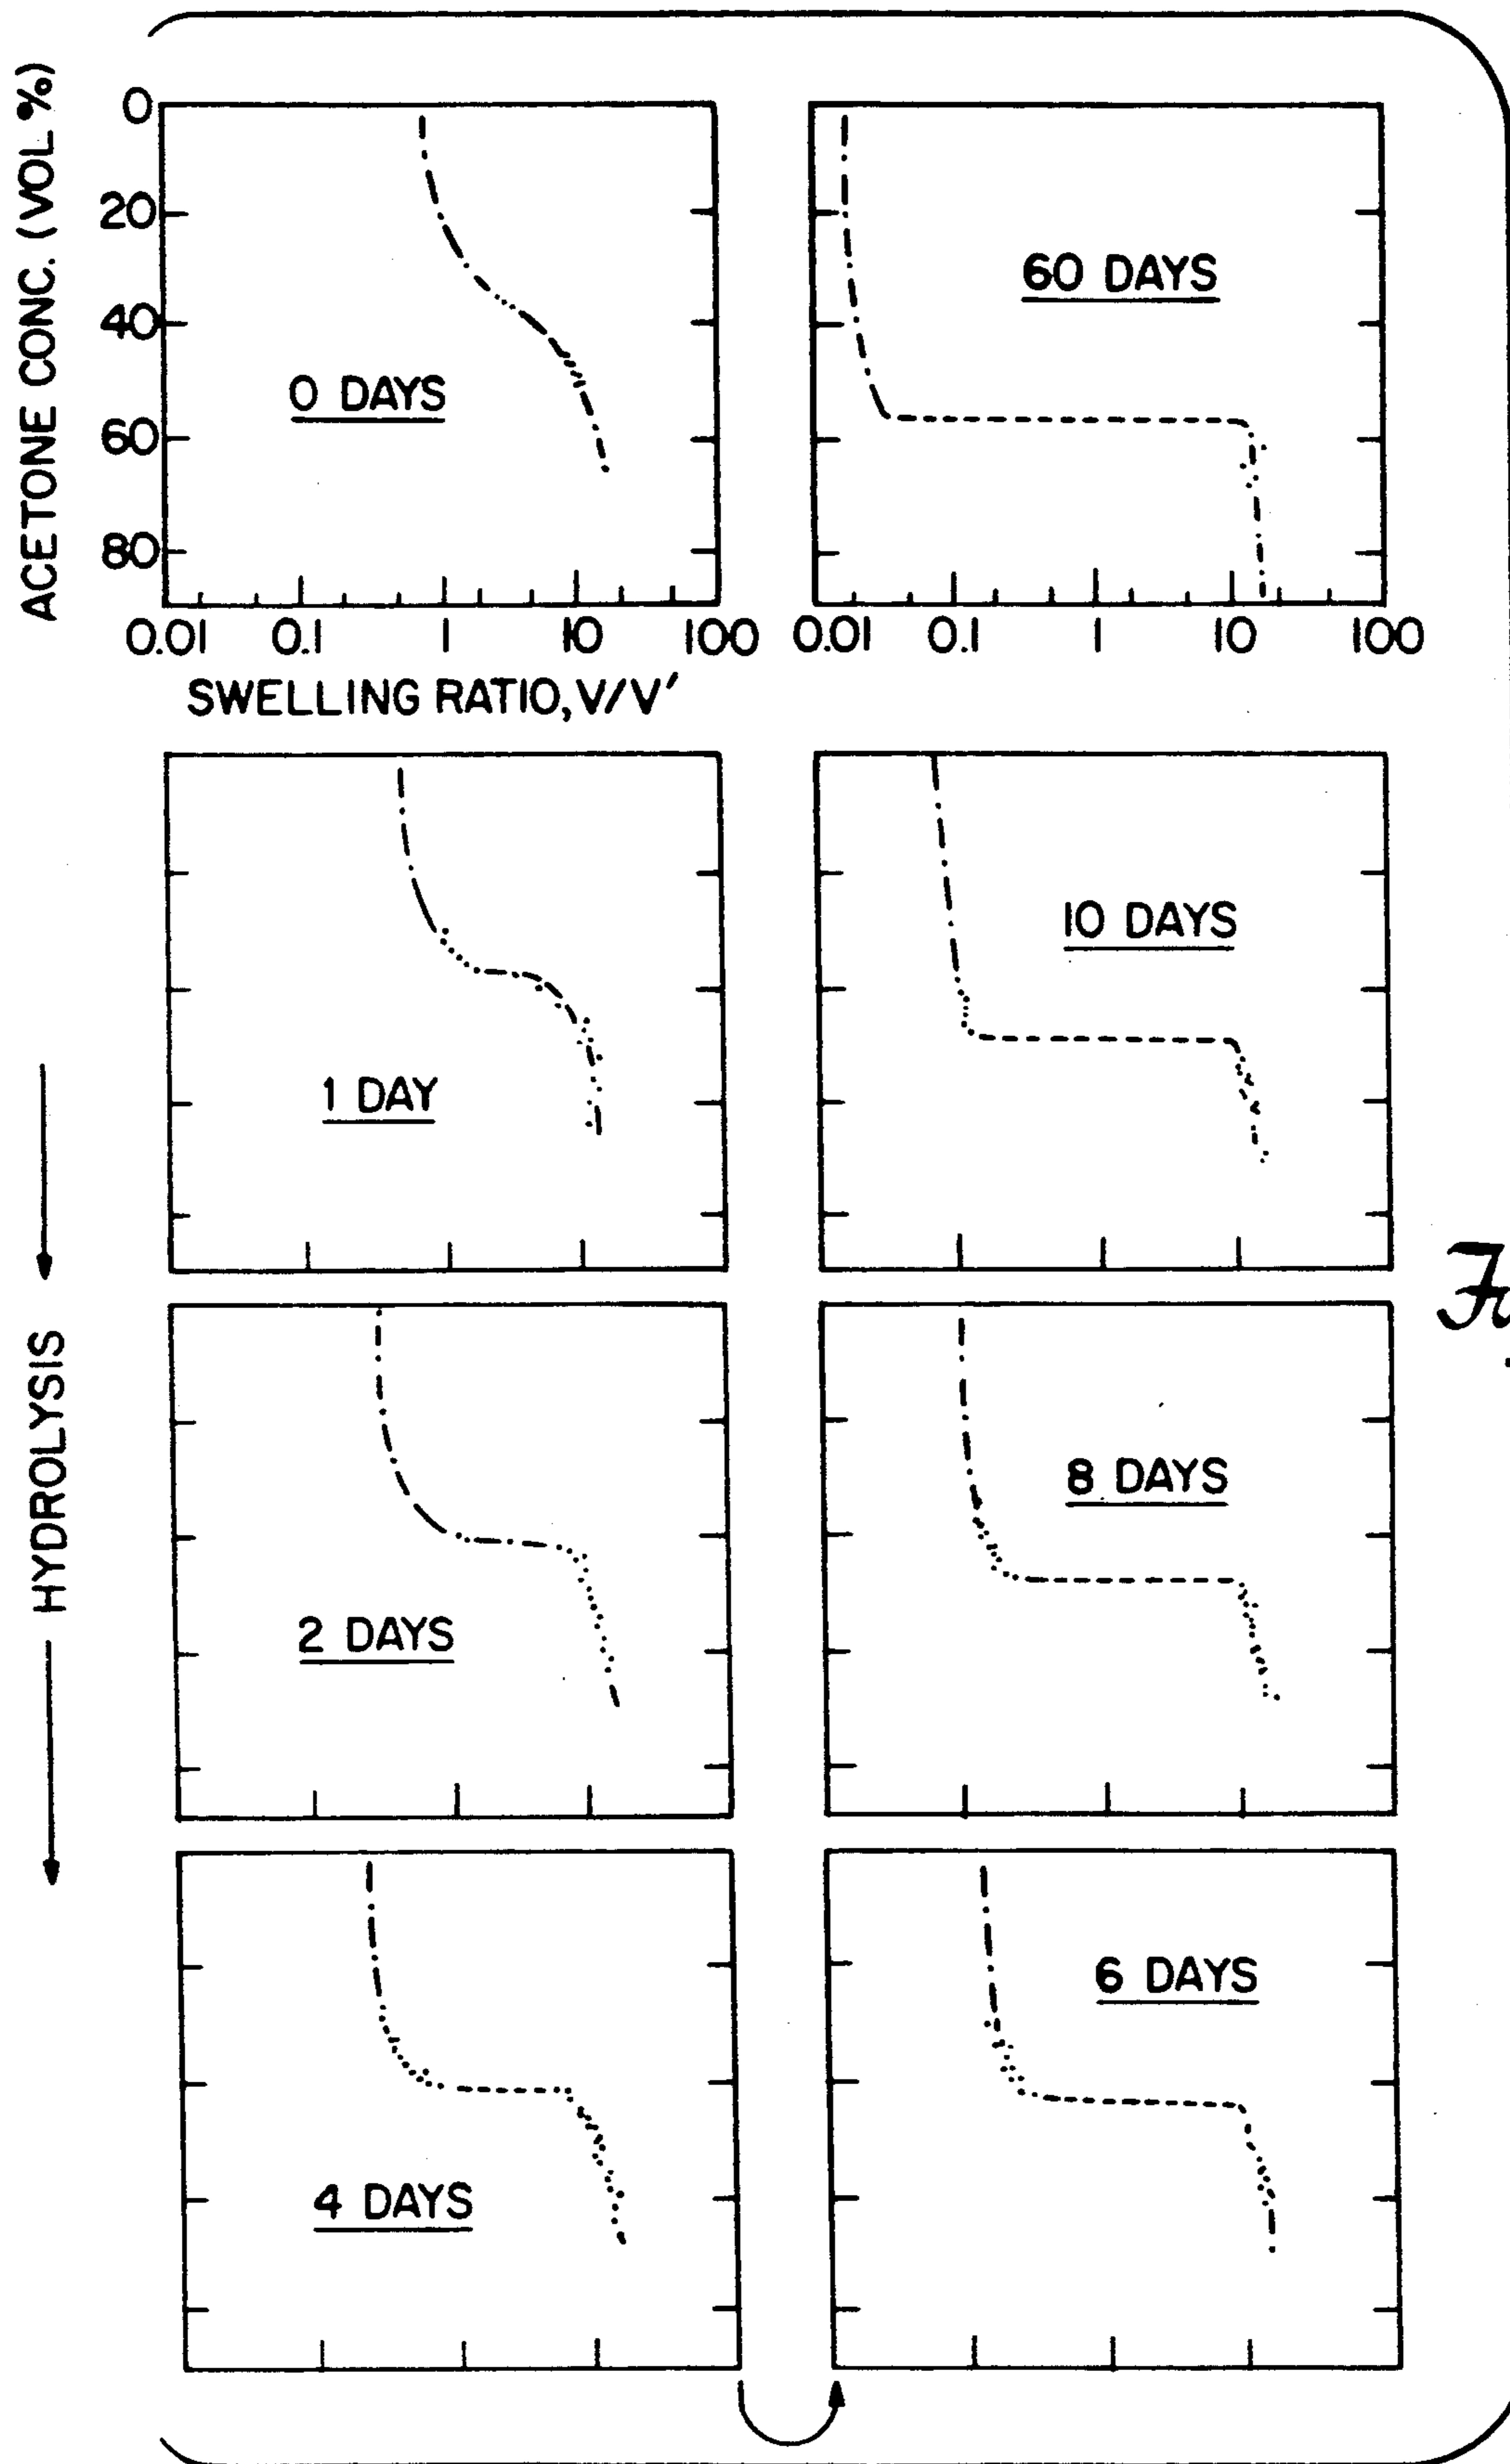 ACETONE CONC. (VOL %)
0
20
40
60
80
0 DAYS
0.01 0.1 1 10 100
SWELLING RATIO, V/V′
60 DAYS
0.01 0.1 1 10 100
HYDROLYSIS
1 DAY
10 DAYS
2 DAYS
8 DAYS
4 DAYS
6 DAYS